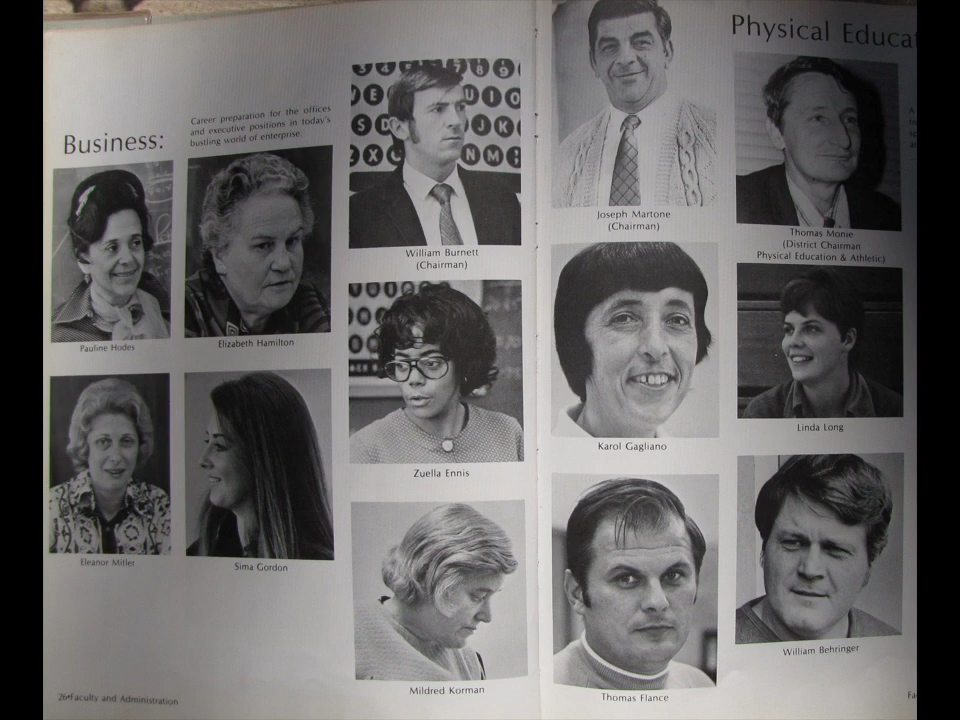 Business:
Career preparation for the offices
and executive positions in today's
bustling world of enterprise.
Pauline Hodes
Elizabeth Hamilton
William Burnett
(Chairman)
Eleanor Miller
Sima Gordon
Zuella Ennis
Mildred Korman
26•Faculty and Administration
Physical Educat
Joseph Martone
(Chairman)
Thomas Monie
(District Chairman
Physical Education & Athletic)
Karol Gagliano
Linda Long
Thomas Flance
William Behringer
Fa